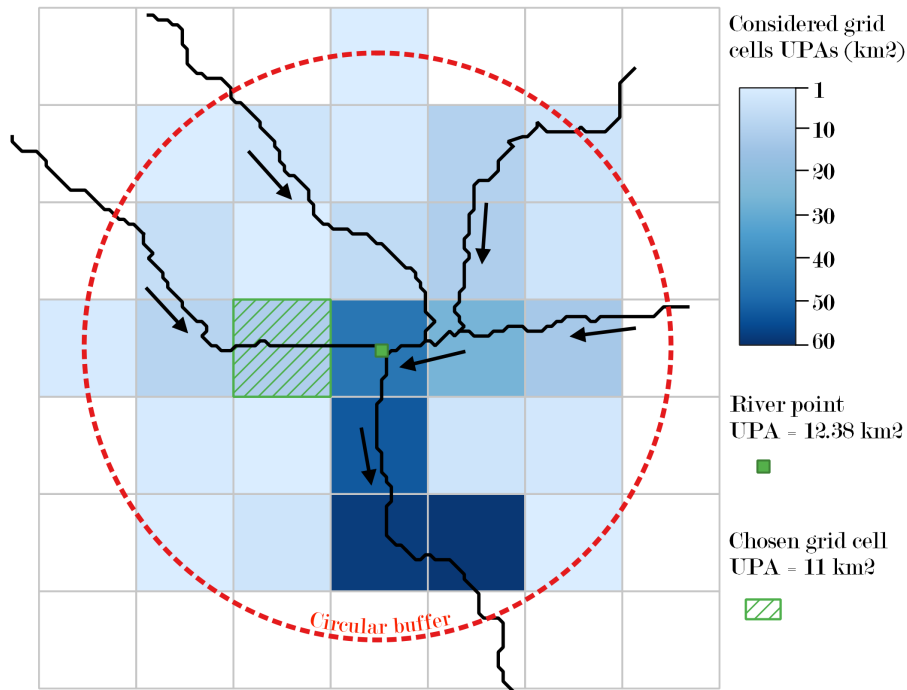 Considered grid
cells UPAs (km2)
1
10
20
30
40
50
60
River point
UPA = 12.38 km2
Chosen grid cell
UPA = 11 km2
Circular buffer